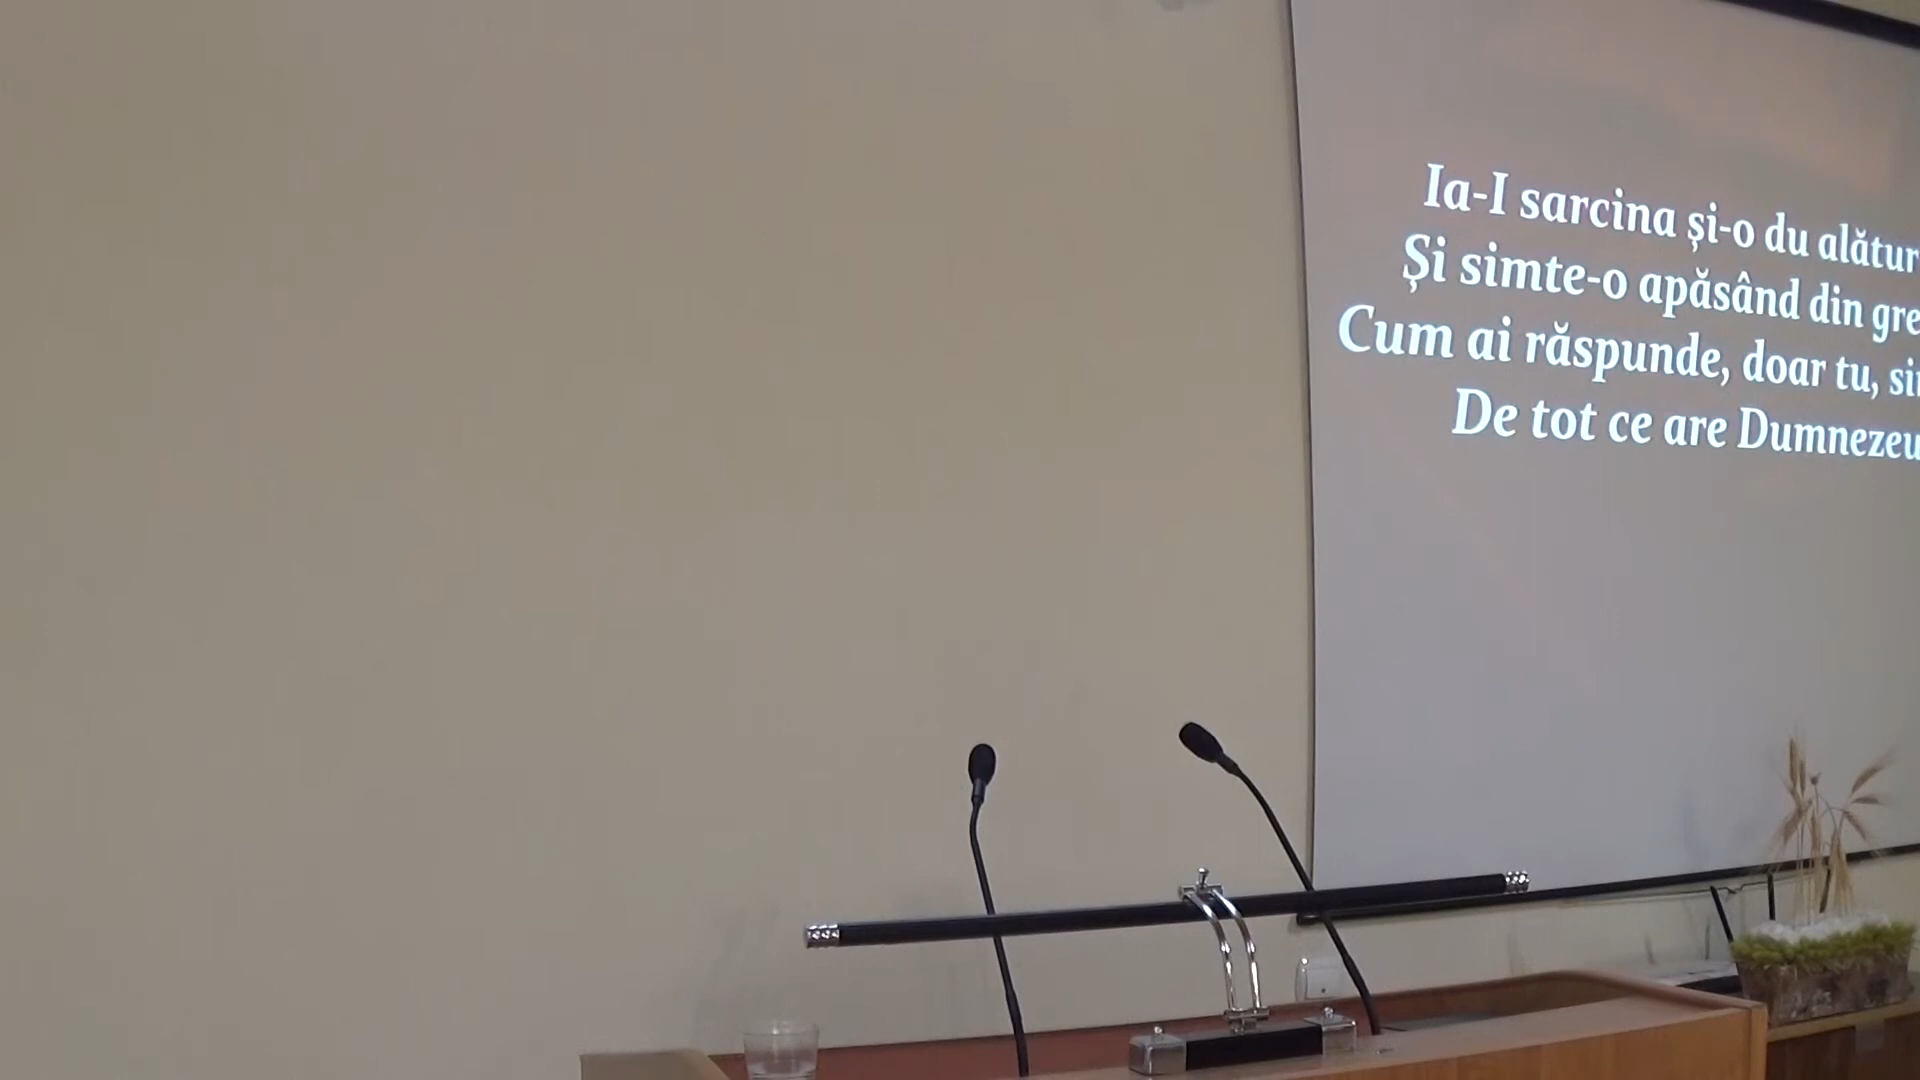 Ia-I sarcina și-o du alătur
Și simte-o apăsând din gre
Cum ai răspunde, doar tu,
De tot ce are Dumnezeu